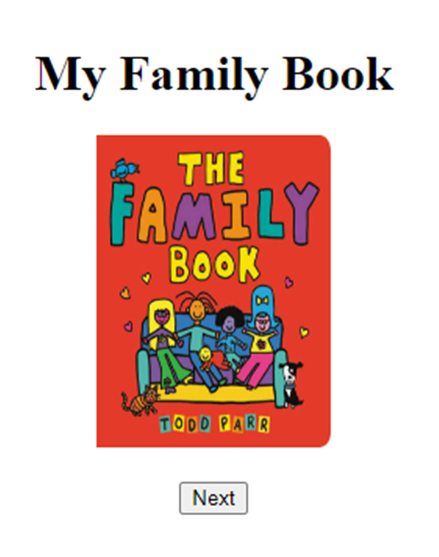 My Family Book
THE
FAMILY
BOOK
TODD PARR
Next